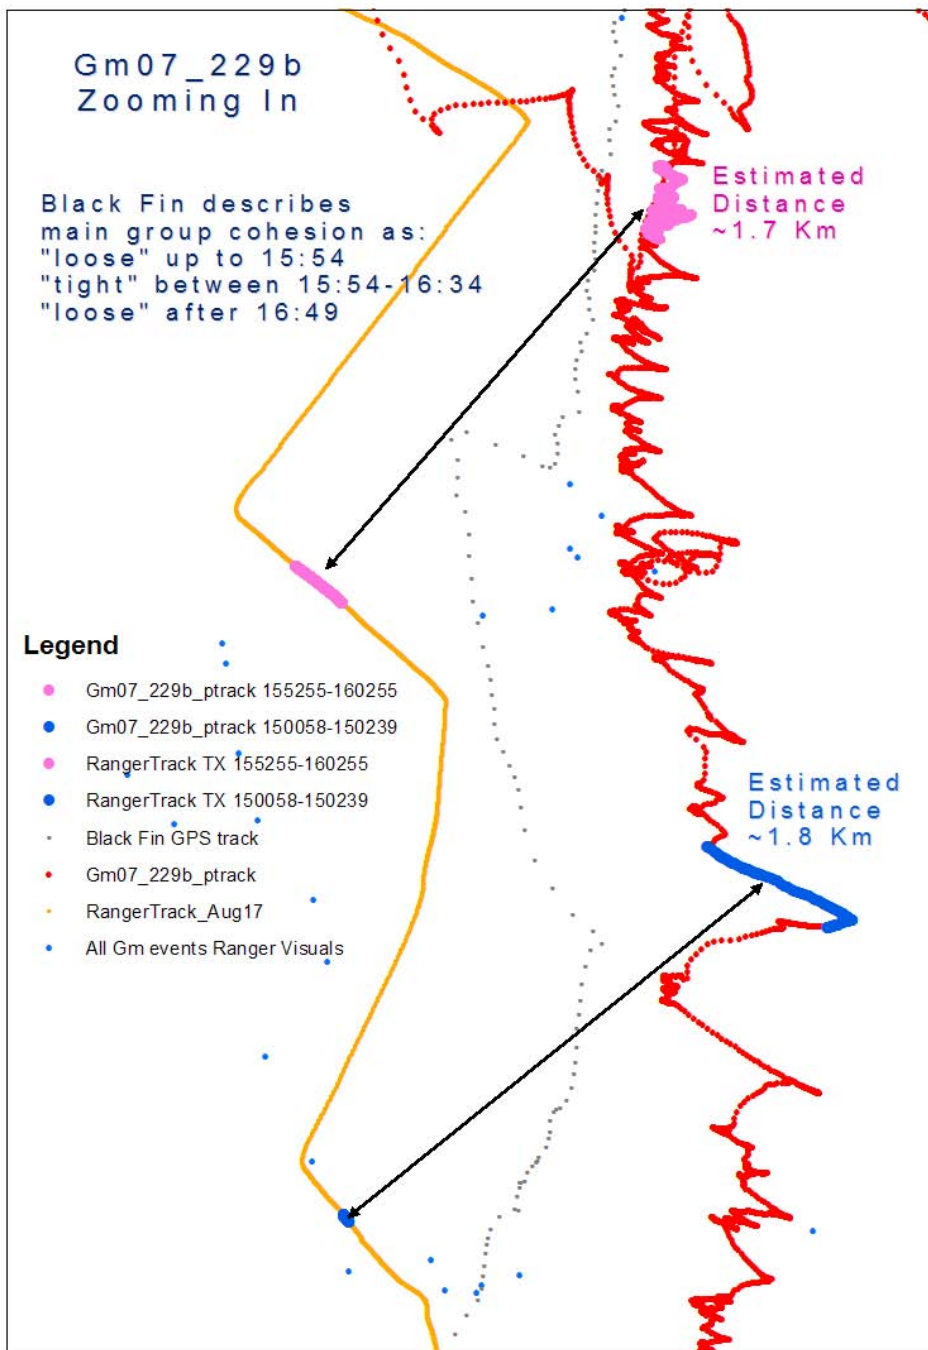 Gm07_229b
Zooming In
Black Fin describes
main group cohesion as:
"loose" up to 15:54
"tight" between 15:54-16:34
"loose" after 16:49
Estimated
Distance
~1.7 Km
Legend
Gm07_229b_ptrack 155255-160255
Gm07_229b_ptrack 150058-150239
RangerTrack TX 155255-160255
RangerTrack TX 150058-150239
Black Fin GPS track
Gm07_229b_ptrack
RangerTrack_Aug17
All Gm events Ranger Visuals
Estimated
Distance
~1.8 Km